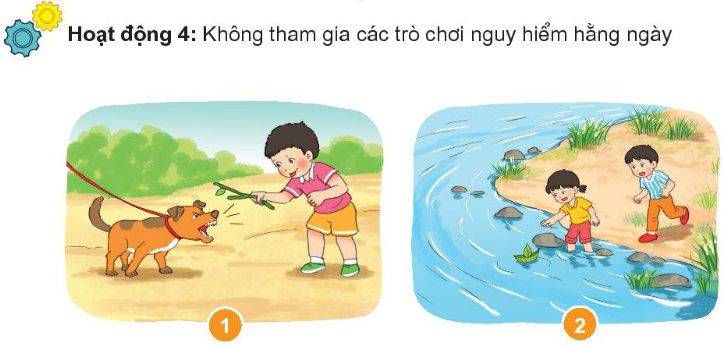 Hoạt động 4: Không tham gia các trò chơi nguy hiểm hằng ngày
1
2